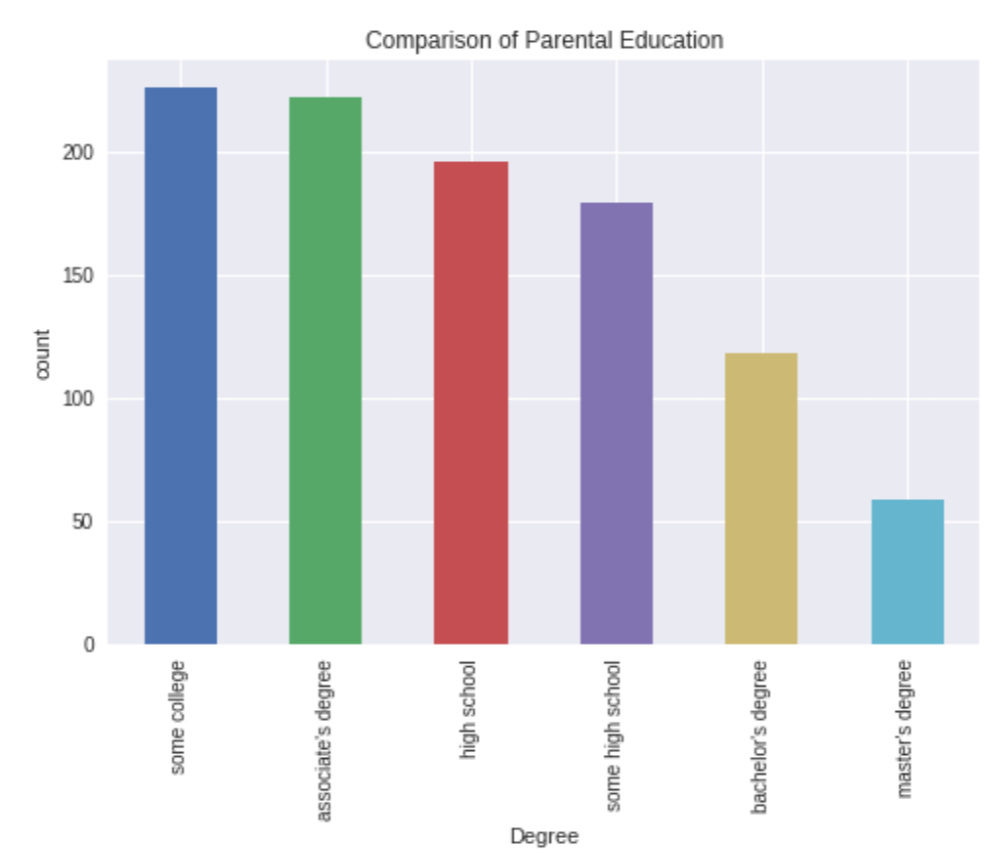 Comparison of Parental Education
200
150
100
50
0
count
some college
associate's degree
high school
some high school
bachelor's degree
master's degree
Degree